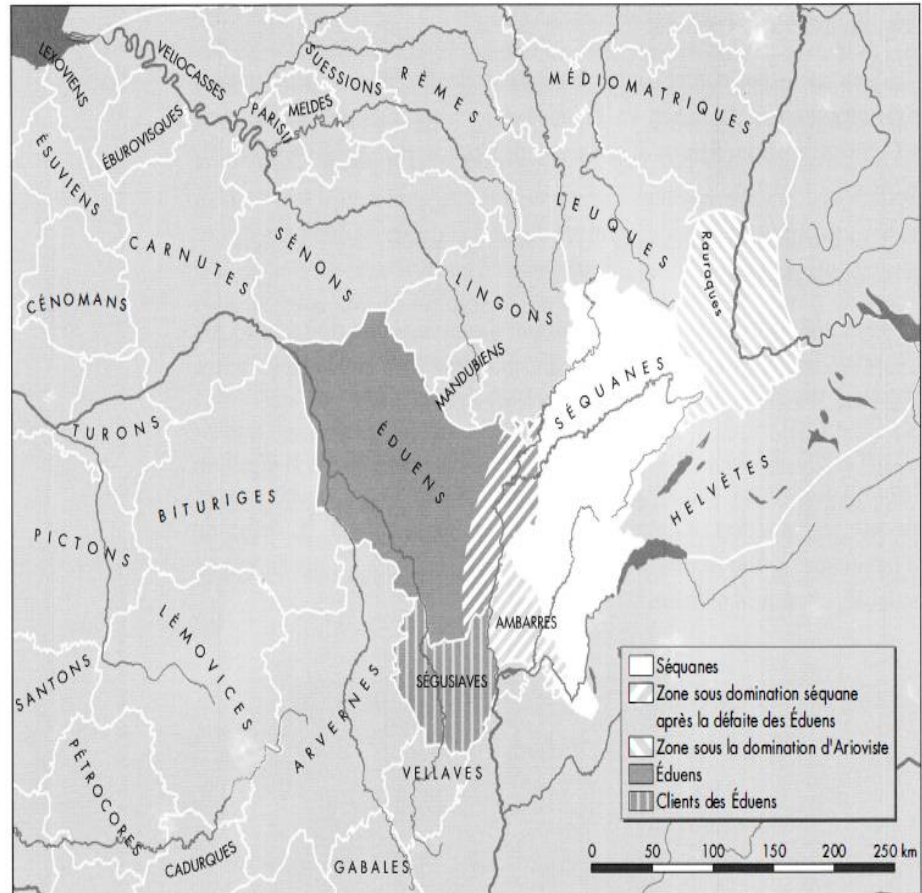 LEXOVIENS
VELIOCASSES
SUESSIONS
RÈMES
MÉDIOMATRIQUES
PARISII
MELDES
ÉBUROVISQUES
ÉSUVIENS
LEUQUES
Rauraques
CARNUTES
SÉNONS
LINGONS
CÉNOMANS
MANDUBIENS
SÉQUANES
TURONS
ÉDUENS
HELVÈTES
BITURIGES
PICTONS
AMBARRES
LÉMOVICES
SANTONS
SÉGUSIAVES
ARVERNES
VELLAVES
PÉTROCORES
CADURQUES
GABALES
Séquanes
Zone sous domination séquane
après la défaite des Éduens
Zone sous la domination d'Arioviste
Éduens
Clients des Éduens
0 50 100 150 200 250 km